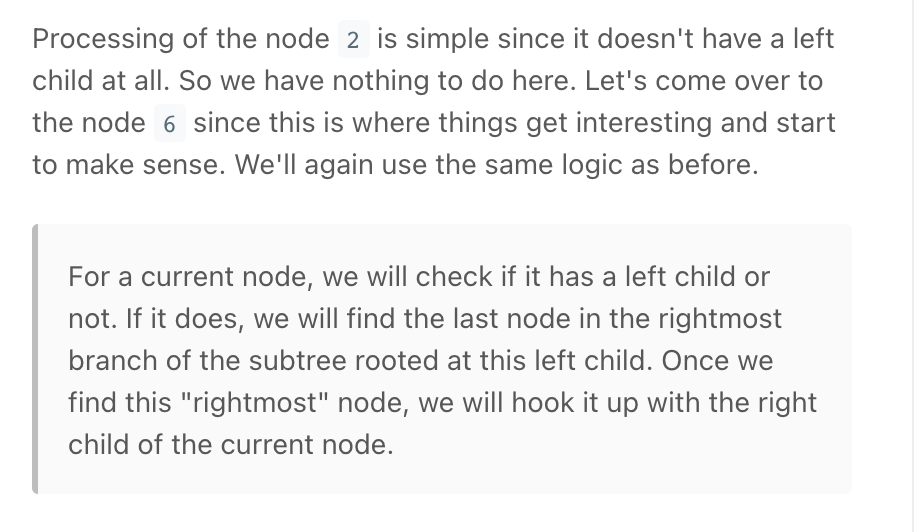 Processing of the node 2 is simple since it doesn't have a left
child at all. So we have nothing to do here. Let's come over to
the node 6 since this is where things get interesting and start
to make sense. We'll again use the same logic as before.
For a current node, we will check if it has a left child or
not. If it does, we will find the last node in the rightmost
branch of the subtree rooted at this left child. Once we
find this "rightmost" node, we will hook it up with the right
child of the current node.